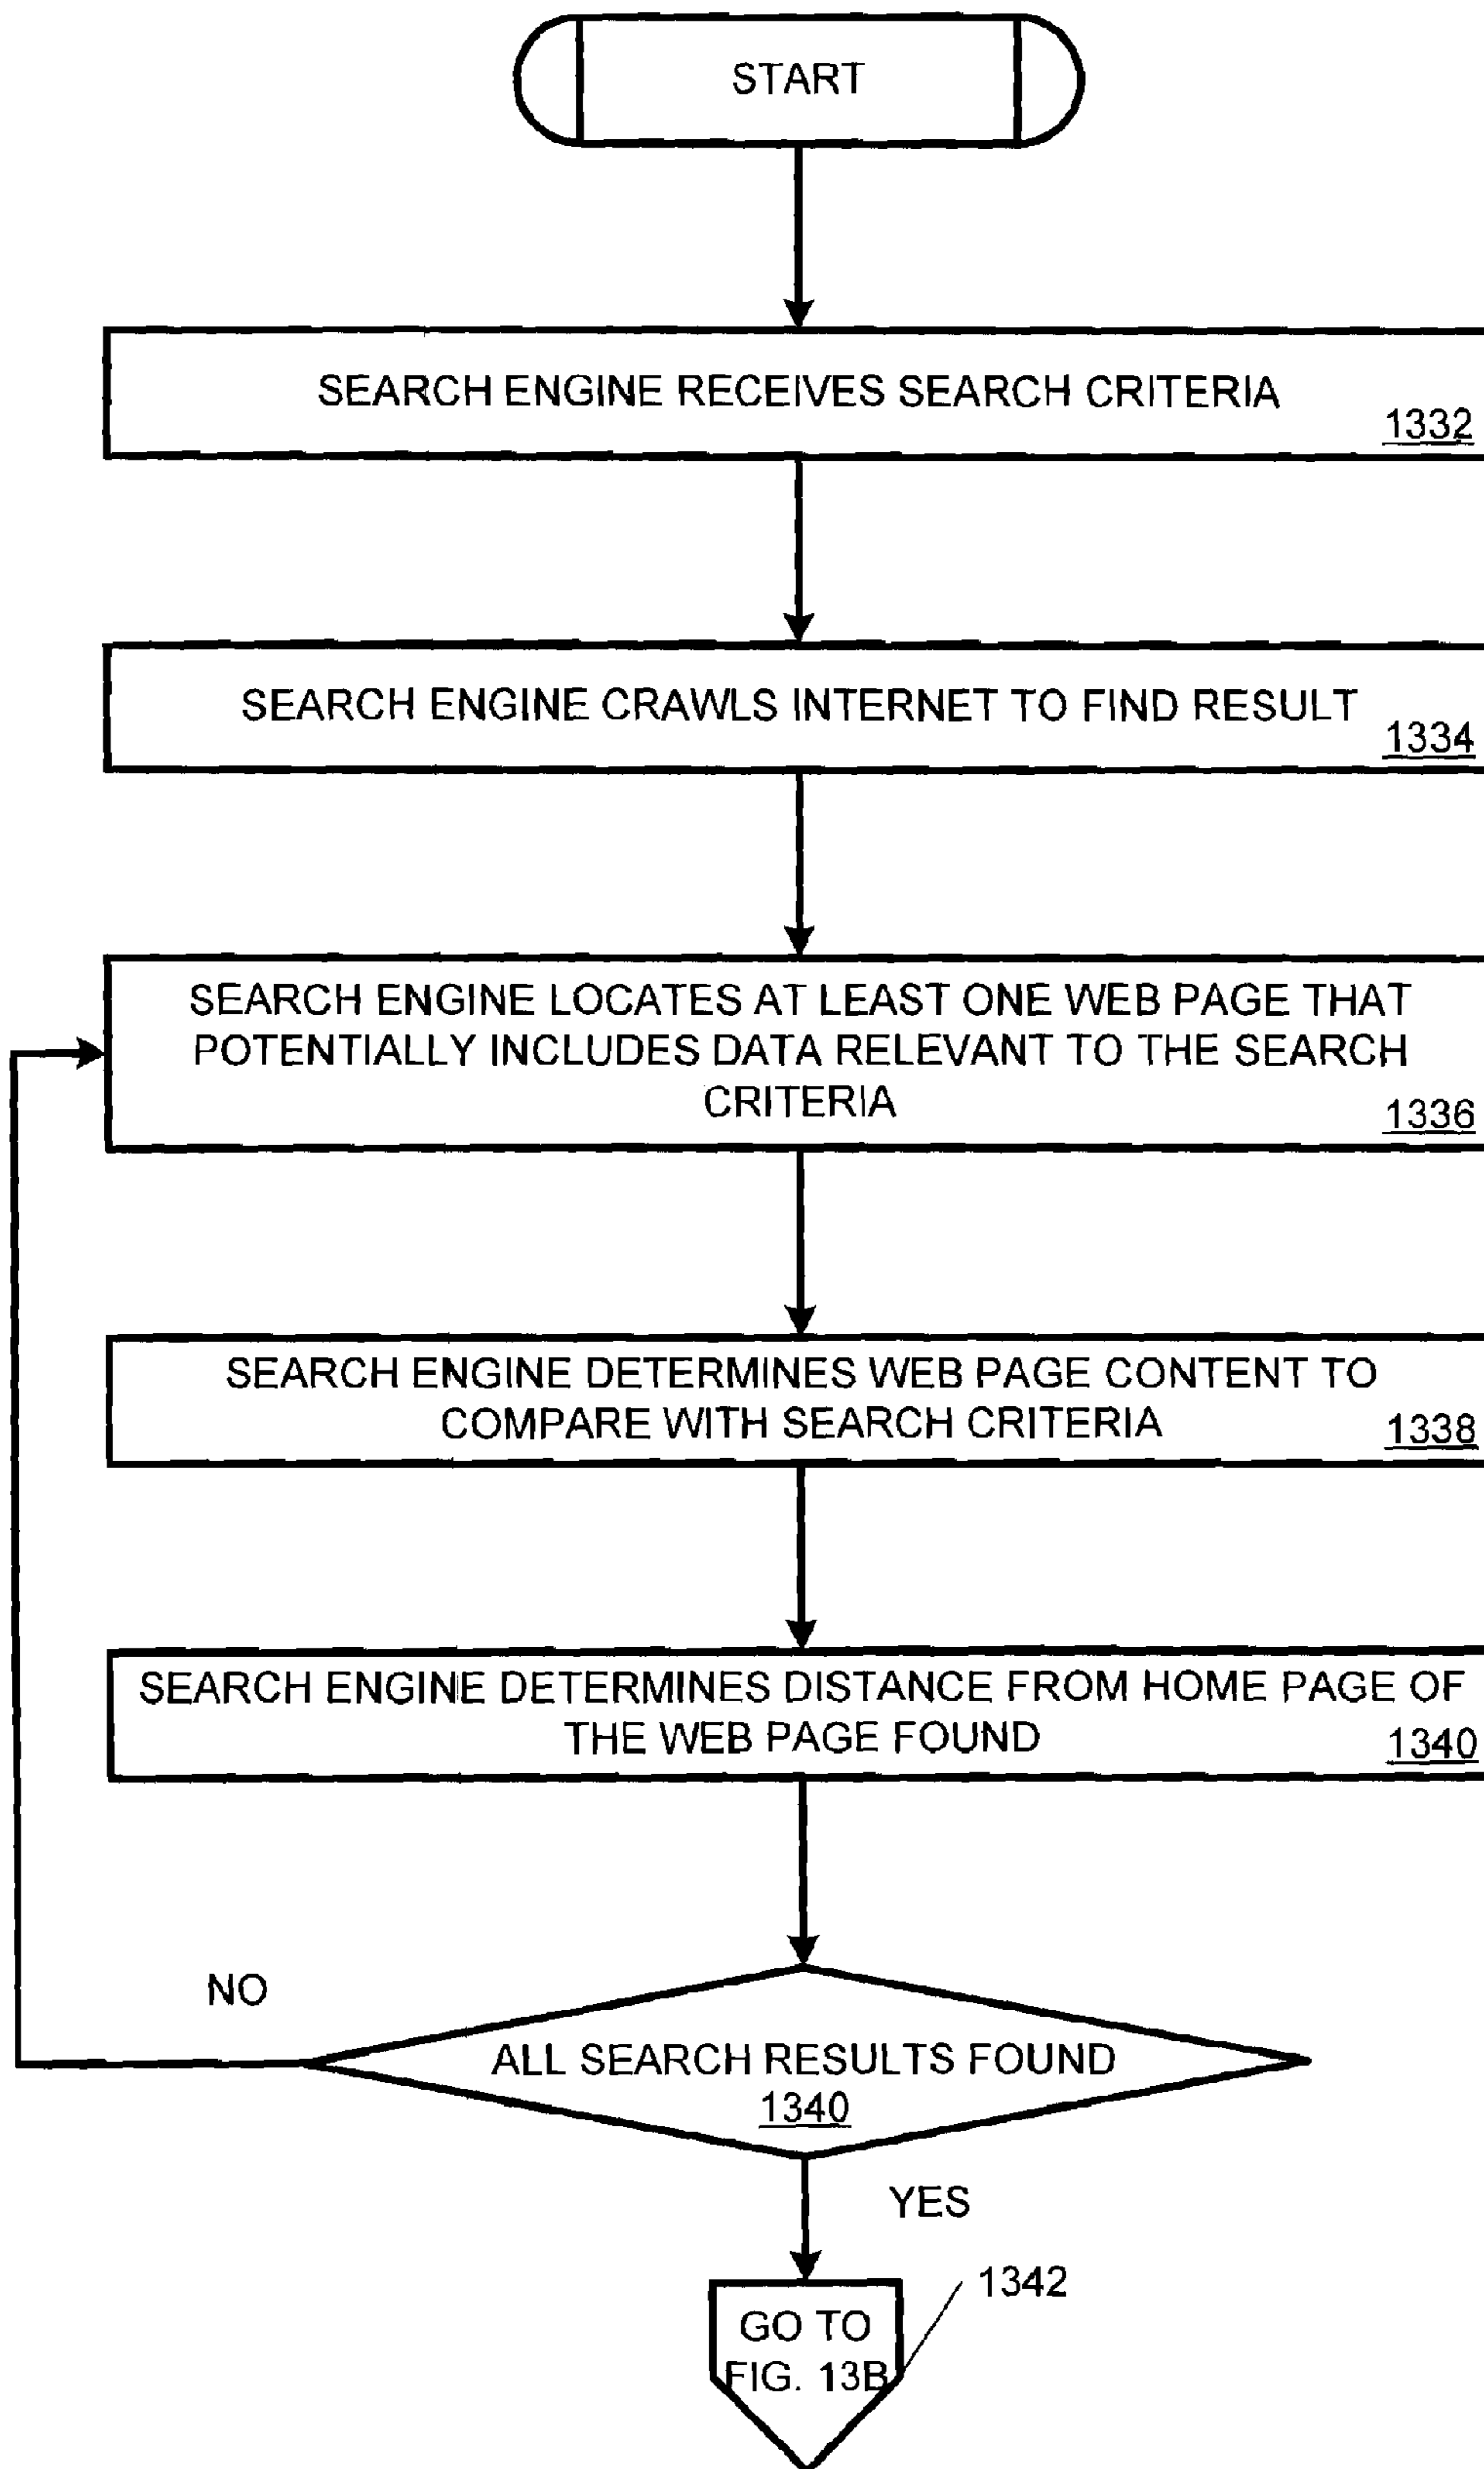 START
SEARCH ENGINE RECEIVES SEARCH CRITERIA
1332
SEARCH ENGINE CRAWLS INTERNET TO FIND RESULT
1334
SEARCH ENGINE LOCATES AT LEAST ONE WEB PAGE THAT
POTENTIALLY INCLUDES DATA RELEVANT TO THE SEARCH
CRITERIA
1336
SEARCH ENGINE DETERMINES WEB PAGE CONTENT TO
COMPARE WITH SEARCH CRITERIA
1338
SEARCH ENGINE DETERMINES DISTANCE FROM HOME PAGE OF
THE WEB PAGE FOUND
1340
NO
ALL SEARCH RESULTS FOUND
1340
YES
1342
GO TO
FIG. 13B